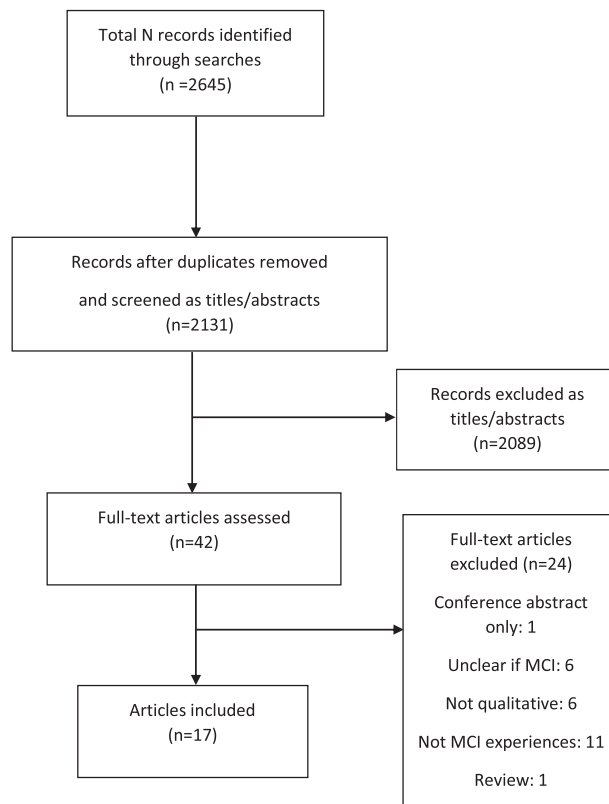 Total N records identified
through searches
(n =2645)
Records after duplicates removed
and screened as titles/abstracts
(n=2131)
Records excluded as
titles/abstracts
(n=2089)
Full-text articles assessed
(n=42)
Full-text articles
excluded (n=24)
Conference abstract
only: 1
Unclear if MCI: 6
Not qualitative: 6
Not MCI experiences: 11
Review: 1
Articles included
(n=17)